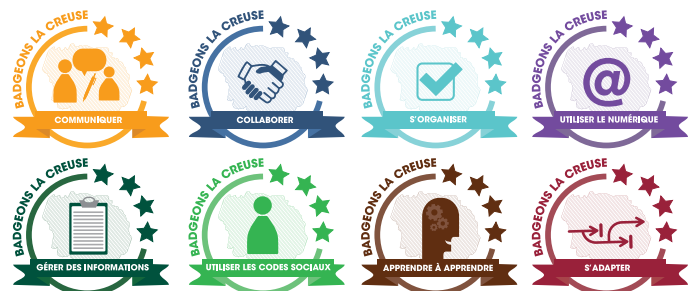 BADGEONS LA CREUSE
COMMUNIQUER
BADGEONS LA CREUSE
COLLABORER
BADGEONS LA CREUSE
S'ORGANISER
BADGEONS LA CREUSE
@
UTILISER LE NUMÉRIQUE
BADGEONS LA CREUSE
GÉRER DES INFORMATIONS
BADGEONS LA CREUSE
UTILISER LES CODES SOCIAUX
BADGEONS LA CREUSE
APPRENDRE À APPRENDRE
BADGEONS LA CREUSE
S'ADAPTER